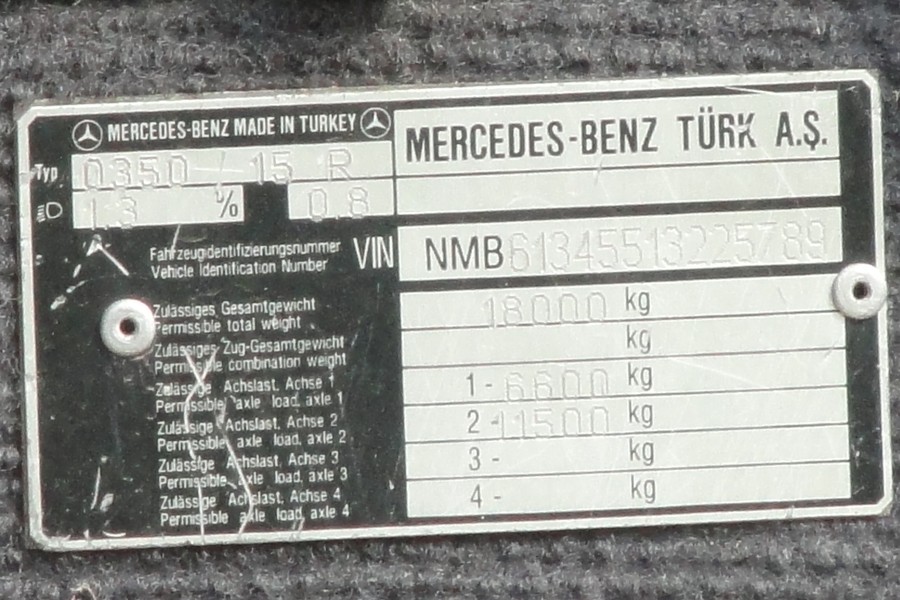 MERCEDES-BENZ MADE IN TURKEY
MERCEDES-BENZ TÜRK A.Ş.
Typ 0350 15 R
1.3 % 0.8
Fahrzeugidentifizierungsnummer
Vehicle Identification Number
VIN NMB61345513225789
Zulässiges Gesamtgewicht
Permissible total weight
18000 kg
Zulässiges Zug-Gesamtgewicht
Permissible combination weight
kg
Zulässige Achslast. Achse 1
Permissible axle load, axle 1
1 - 6600 kg
Zulässige Achslast. Achse 2
Permissible axle load, axle 2
2 - 11500 kg
Zulässige Achslast. Achse 3
Permissible axle load, axle 3
3 - kg
Zulässige Achslast. Achse 4
Permissible axle load, axle 4
4 - kg